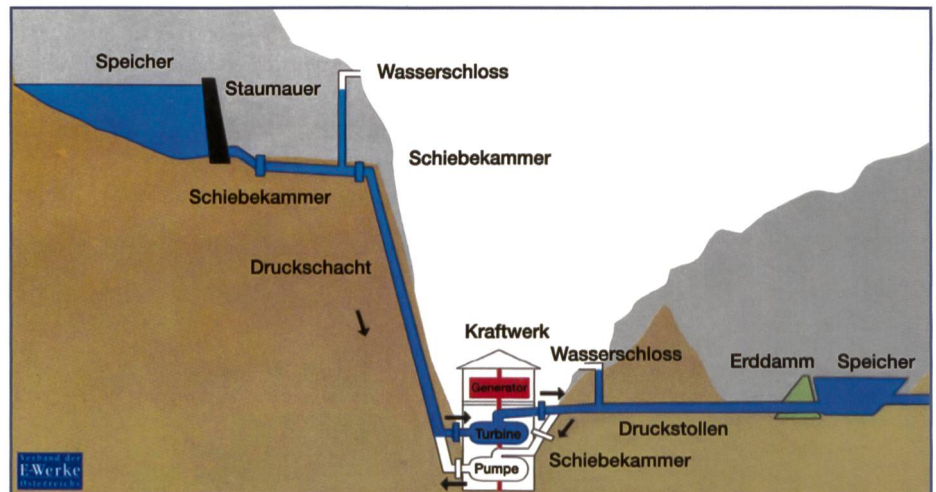 Speicher
Staumauer
Wasserschloss
Schiebekammer
Schiebekammer
Druckschacht
Kraftwerk
Wasserschloss
Erddamm
Speicher
Generator
Turbine
Druckstollen
Pumpe
Schiebekammer
Verband der
E-Werke
Österreichs